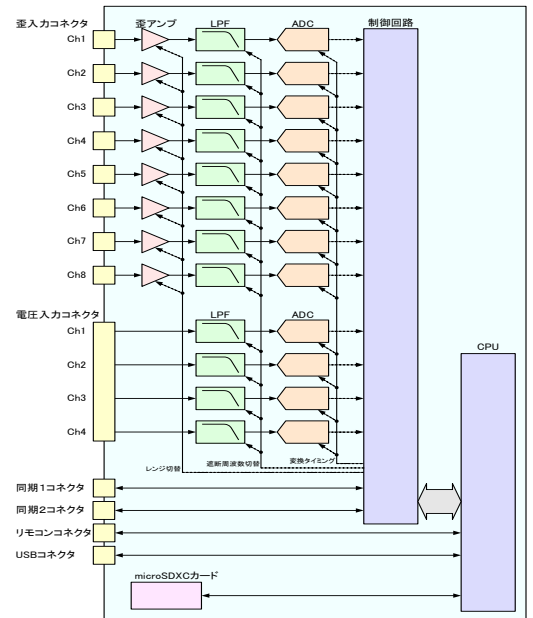 歪入力コネクタ 歪アンプ LPF ADC 制御回路
Ch1
Ch2
Ch3
Ch4
Ch5
Ch6
Ch7
Ch8
電圧入力コネクタ LPF ADC
Ch1
CPU
Ch2
Ch3
Ch4
レンジ切替 遮断周波数切替 変換タイミング
同期1コネクタ
同期2コネクタ
リモコンコネクタ
USBコネクタ
microSDXCカード